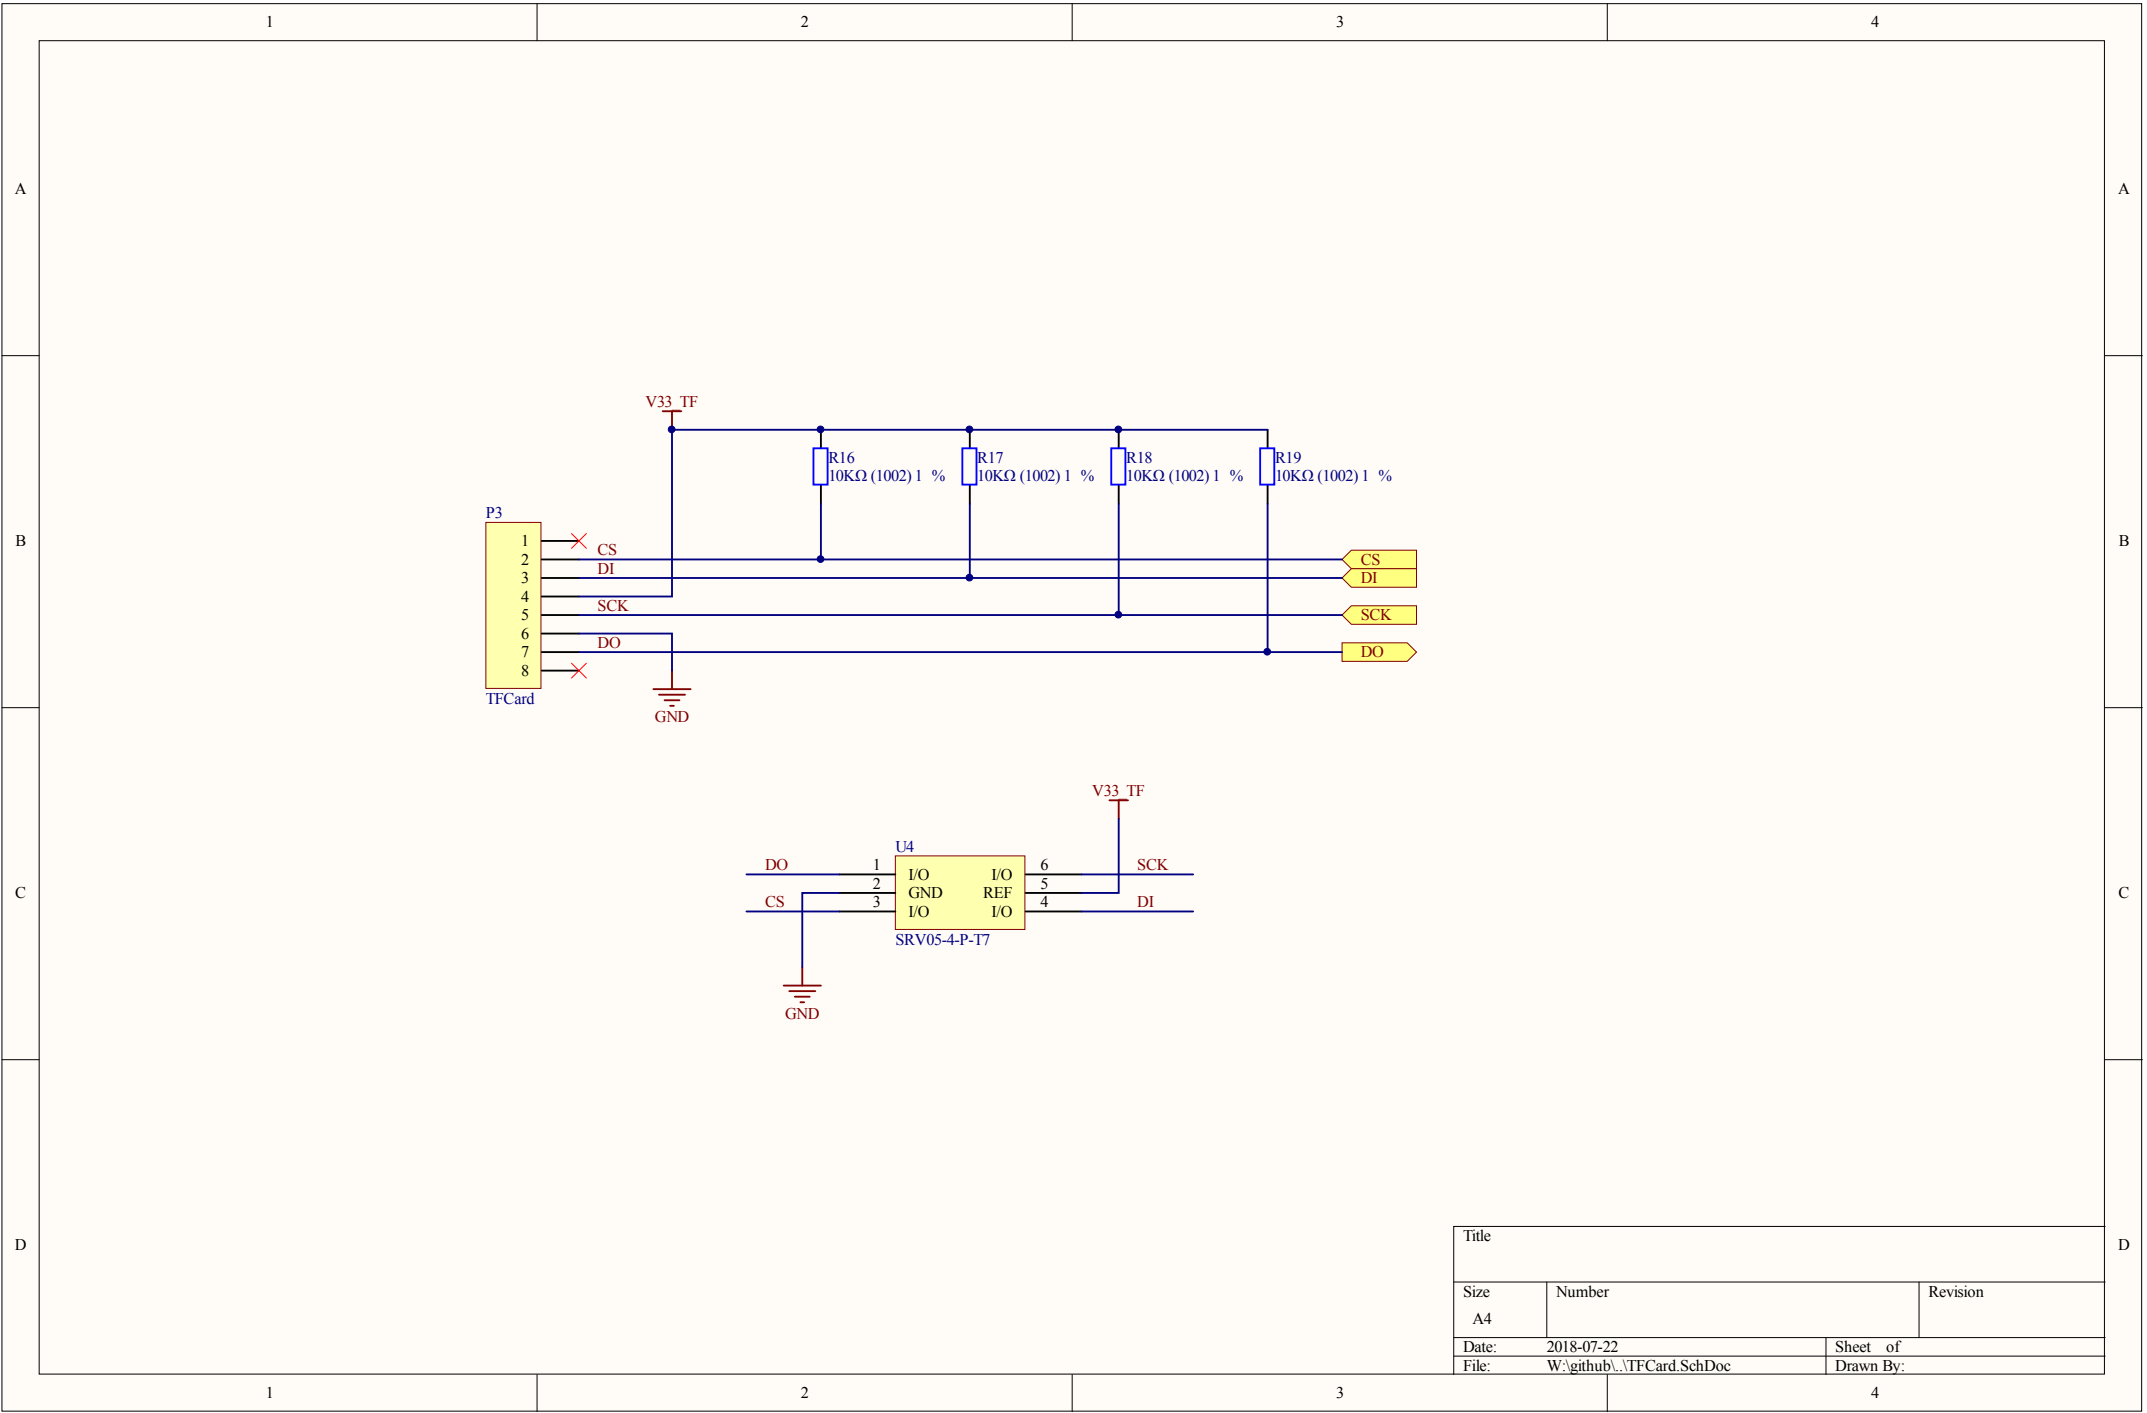 1 2 3 4
A A
V33_TF
R16 R17 R18 R19
10KΩ (1002) 1 % 10KΩ (1002) 1 % 10KΩ (1002) 1 % 10KΩ (1002) 1 %
P3
B B
1
CS
2 CS
DI
3 DI
4
SCK
5 SCK
6
DO
7 DO
8
TFCard
GND
V33_TF
U4
DO 1 I/O I/O 6 SCK
C 2 GND REF 5 C
CS 3 I/O I/O 4 DI
SRV05-4-P-T7
GND
D D
Title
Size Number Revision
A4
Date: 2018-07-22 Sheet of
File: W:\github\..\TFCard.SchDoc Drawn By:
1 2 3 4